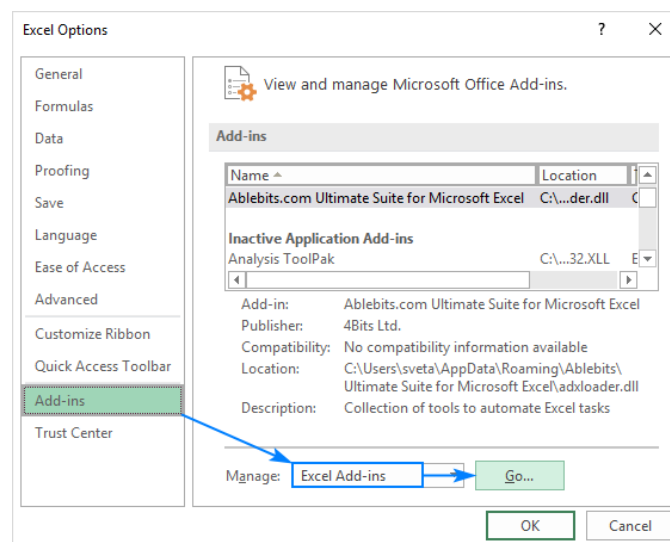 Excel Options ? ×
General
Formulas
Data
Proofing
Save
Language
Ease of Access
Advanced
Customize Ribbon
Quick Access Toolbar
Add-ins
Trust Center
View and manage Microsoft Office Add-ins.
Add-ins
Name Location
Ablebits.com Ultimate Suite for Microsoft Excel C:\...der.dll
Inactive Application Add-ins
Analysis ToolPak C:\...32.XLL E
Add-in: Ablebits.com Ultimate Suite for Microsoft Excel
Publisher: 4Bits Ltd.
Compatibility: No compatibility information available
Location: C:\Users\sveta\AppData\Roaming\Ablebits\
Ultimate Suite for Microsoft Excel\adxloader.dll
Description: Collection of tools to automate Excel tasks
Manage: Excel Add-ins Go...
OK Cancel